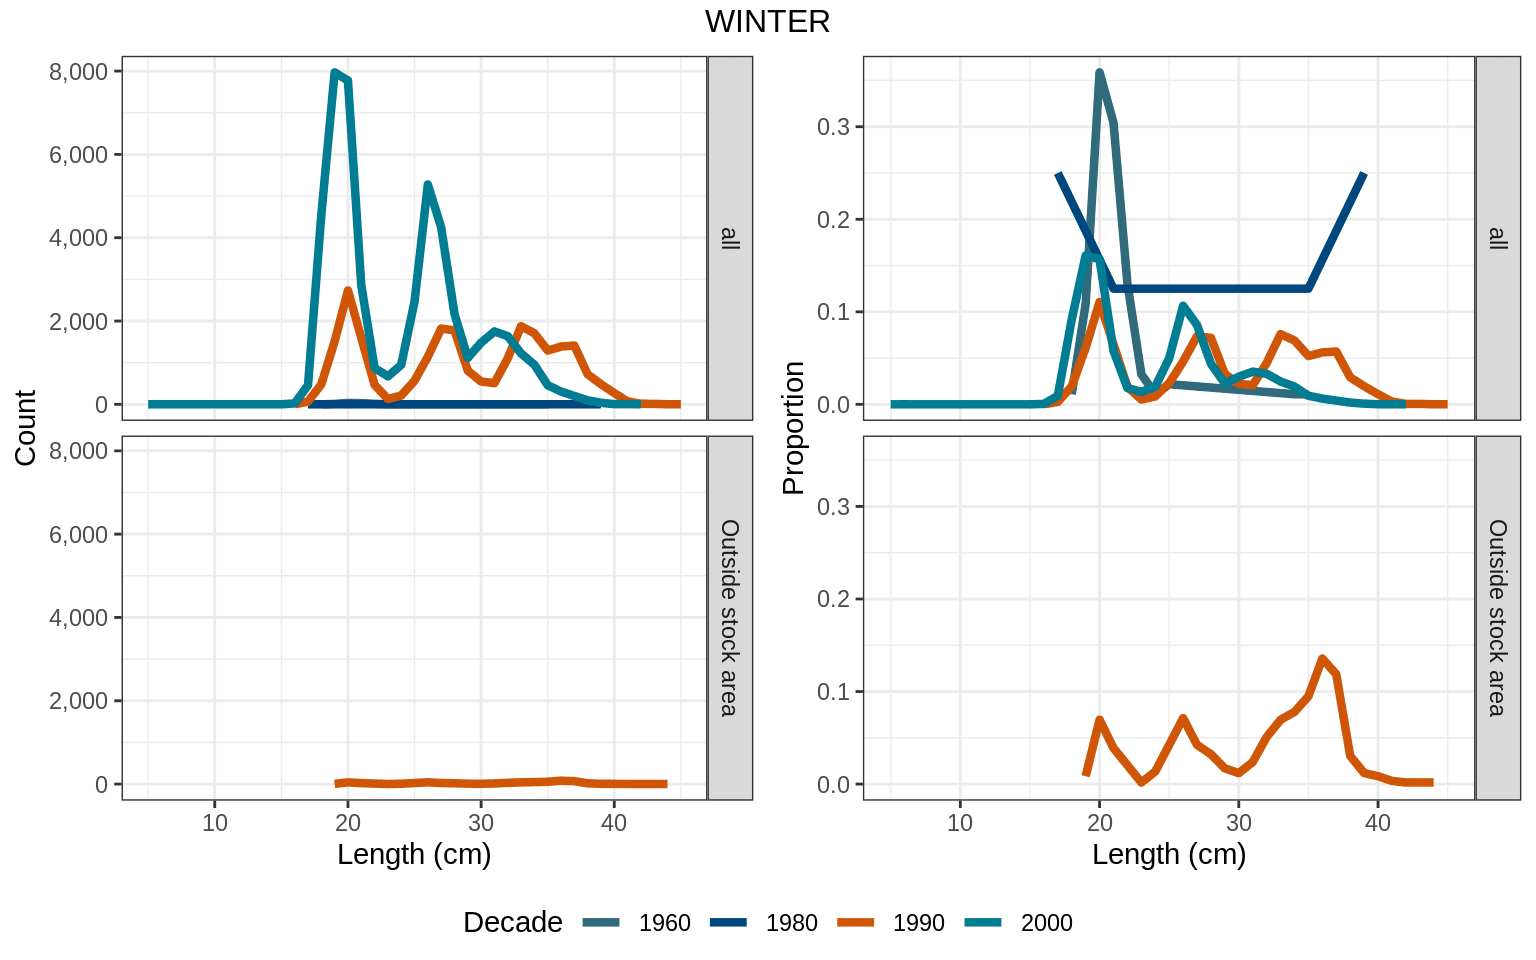 WINTER
Count
8,000
6,000
4,000
2,000
0
all
8,000
6,000
4,000
2,000
0
Outside stock area
10 20 30 40
Length (cm)
Proportion
0.3
0.2
0.1
0.0
all
0.3
0.2
0.1
0.0
Outside stock area
10 20 30 40
Length (cm)
Decade 1960 1980 1990 2000